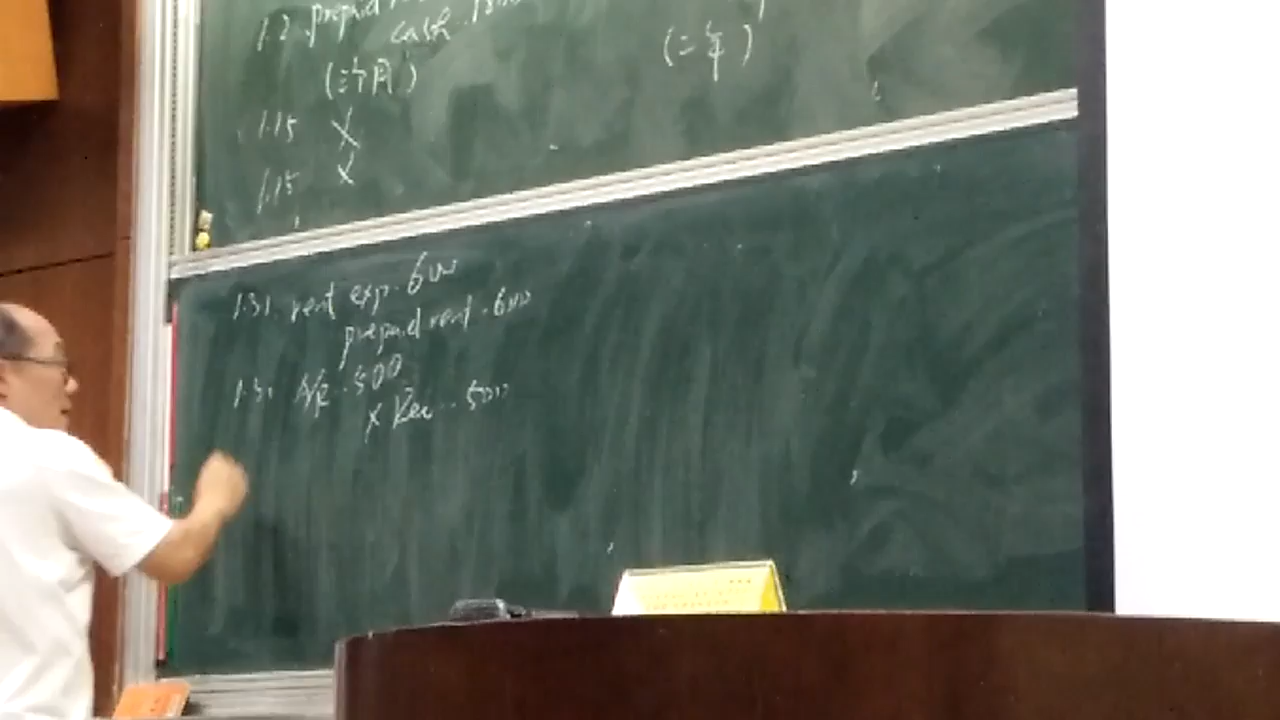 1.2. prepaid
cash
(三个月)
(二年)
1.15 X
1.15 X
1.31. rent exp. 600
prepaid rent. 600
1.31 A/R .. 500
x Rev .. 500